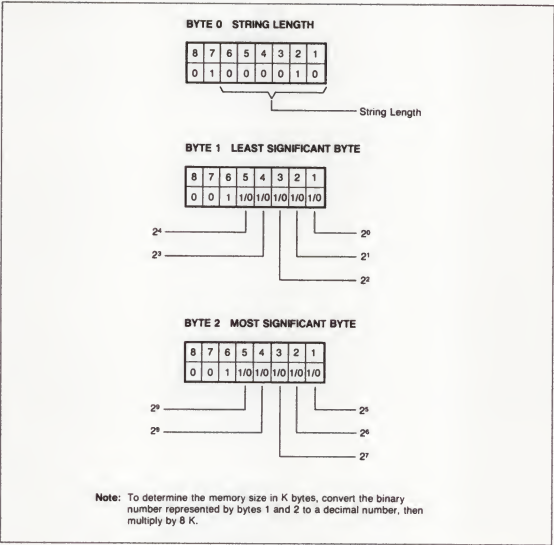 BYTE 0 STRING LENGTH
8 7 6 5 4 3 2 1
0 1 0 0 0 0 1 0
String Length
BYTE 1 LEAST SIGNIFICANT BYTE
8 7 6 5 4 3 2 1
0 0 1 1/0 1/0 1/0 1/0 1/0
2⁴ 2⁰
2³ 2¹
2²
BYTE 2 MOST SIGNIFICANT BYTE
8 7 6 5 4 3 2 1
0 0 1 1/0 1/0 1/0 1/0 1/0
2⁹ 2⁵
2⁸ 2⁶
2⁷
Note: To determine the memory size in K bytes, convert the binary
number represented by bytes 1 and 2 to a decimal number, then
multiply by 8 K.